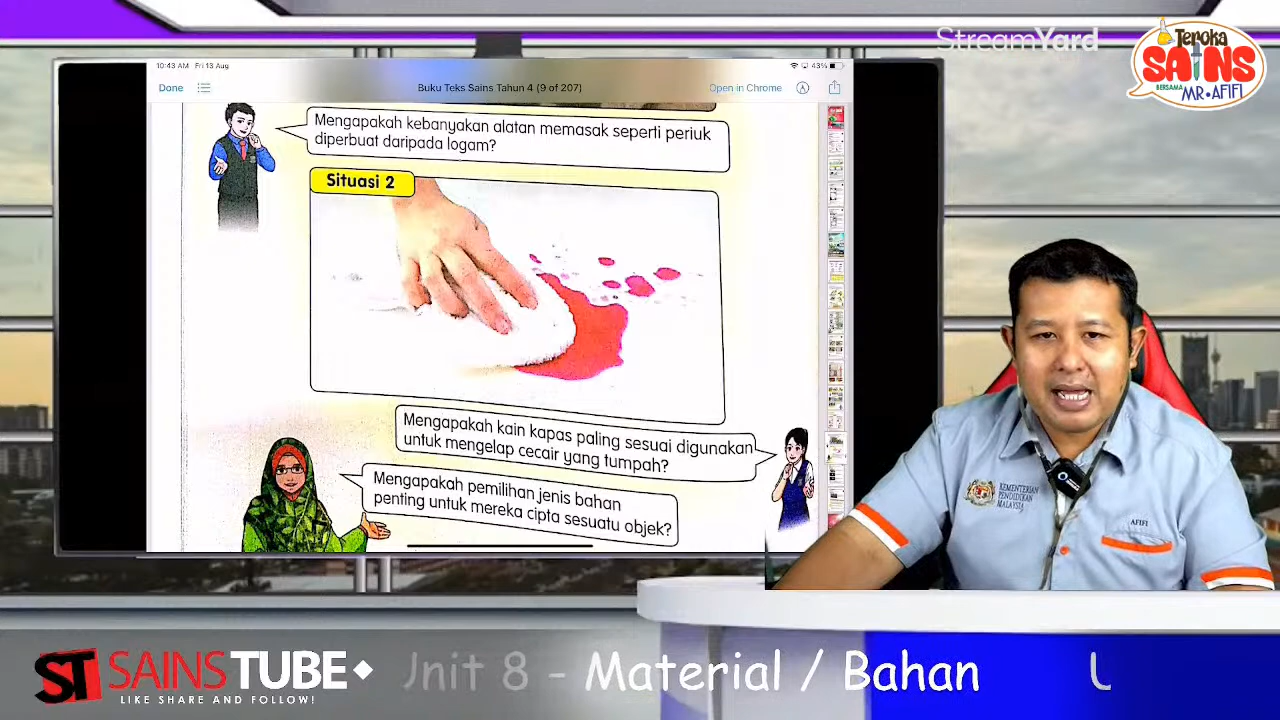 StreamYard
Teroka
SAINS
BERSAMA
MR•AFIFI
10:43 AM Fri 13 Aug
43%
Done
Buku Teks Sains Tahun 4 (9 of 207)
Open in Chrome
Mengapakah kebanyakan alatan memasak seperti periuk
diperbuat daripada logam?
Situasi 2
Mengapakah kain kapas paling sesuai digunakan
untuk mengelap cecair yang tumpah?
Mengapakah pemilihan jenis bahan
penting untuk mereka cipta sesuatu objek?
KEMENTERIAN
PENDIDIKAN
MALAYSIA
AFIFI
ST SAINSTUBE
LIKE SHARE AND FOLLOW!
Unit 8 - Material / Bahan U